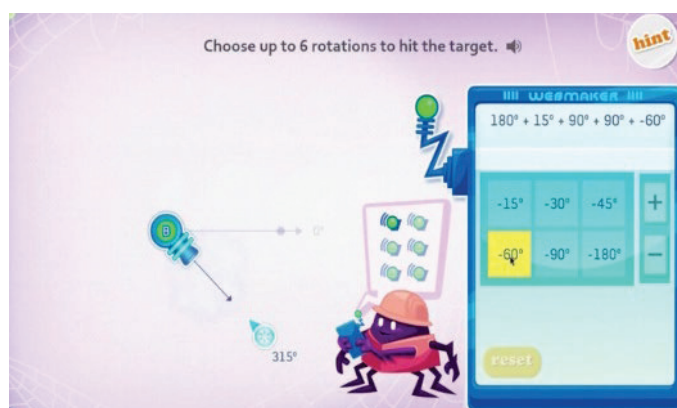 Choose up to 6 rotations to hit the target.
hint
WEBMAKER
180° + 15° + 90° + 90° + -60°
-15° -30° -45° +
-60° -90° -180° −
B
0°
315°
reset